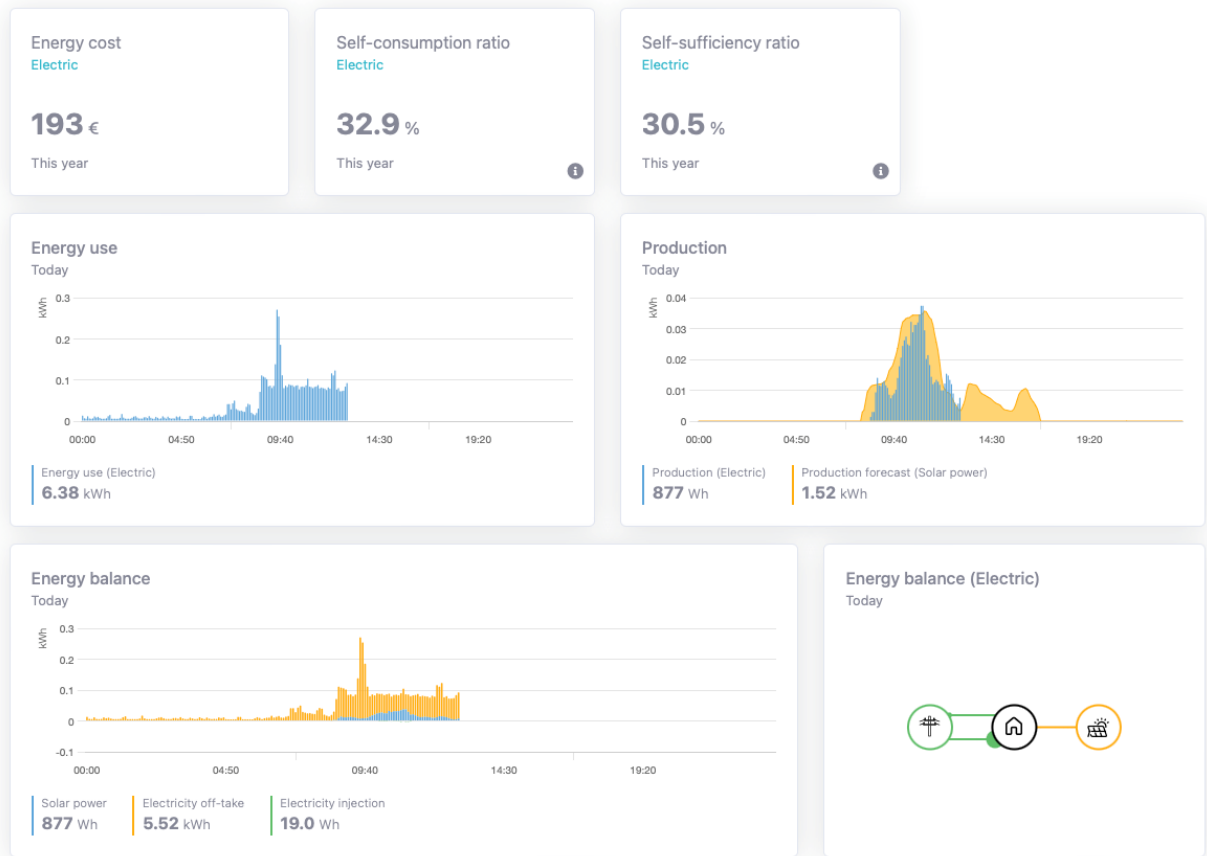 Energy cost
Electric
193 €
This year
Self-consumption ratio
Electric
32.9 %
This year
Self-sufficiency ratio
Electric
30.5 %
This year
Energy use
Today
kWh
0.3
0.2
0.1
0
00:00 04:50 09:40 14:30 19:20
Energy use (Electric)
6.38 kWh
Production
Today
kWh
0.04
0.03
0.02
0.01
0
00:00 04:50 09:40 14:30 19:20
Production (Electric)
877 Wh
Production forecast (Solar power)
1.52 kWh
Energy balance
Today
kWh
0.3
0.2
0.1
0
-0.1
00:00 04:50 09:40 14:30 19:20
Solar power
877 Wh
Electricity off-take
5.52 kWh
Electricity injection
19.0 Wh
Energy balance (Electric)
Today